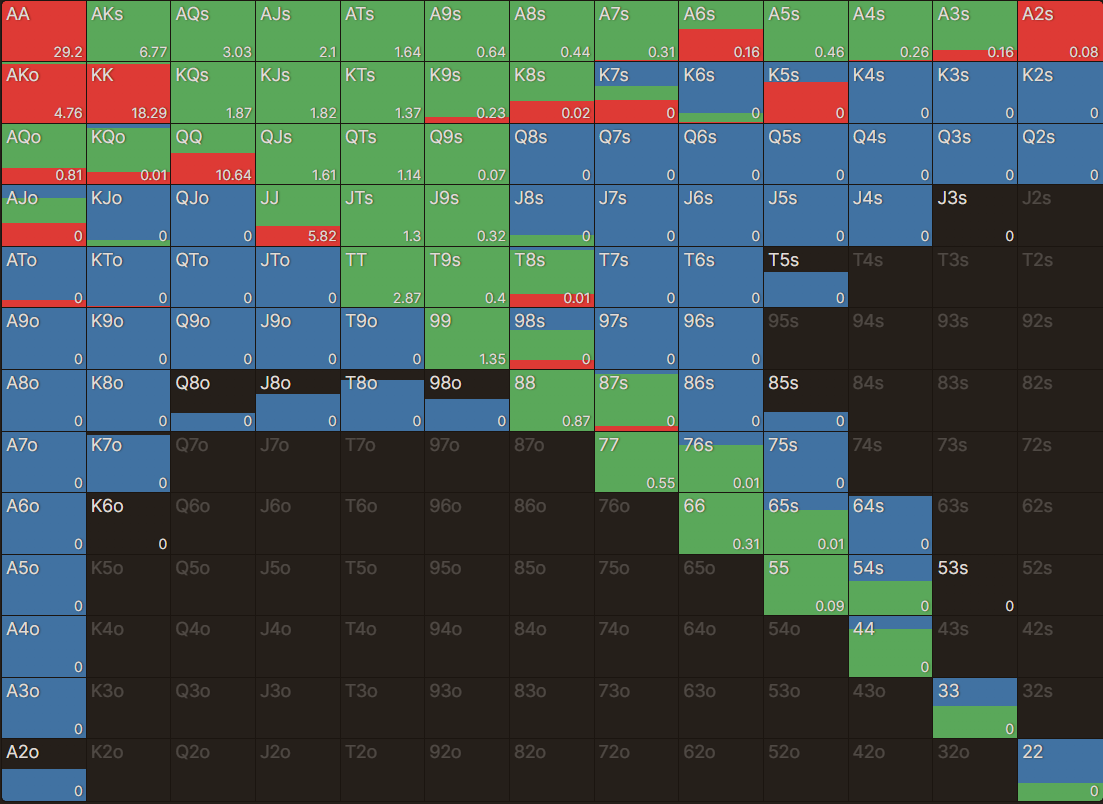 AA AKs AQs AJs ATs A9s A8s A7s A6s A5s A4s A3s A2s
29.2 6.77 3.03 2.1 1.64 0.64 0.44 0.31 0.16 0.46 0.26 0.16 0.08
AKo KK KQs KJs KTs K9s K8s K7s K6s K5s K4s K3s K2s
4.76 18.29 1.87 1.82 1.37 0.23 0.02 0 0 0 0 0 0
AQo KQo QQ QJs QTs Q9s Q8s Q7s Q6s Q5s Q4s Q3s Q2s
0.81 0.01 10.64 1.61 1.14 0.07 0 0 0 0 0 0 0
AJo KJo QJo JJ JTs J9s J8s J7s J6s J5s J4s J3s J2s
0 0 0 5.82 1.3 0.32 0 0 0 0 0 0
ATo KTo QTo JTo TT T9s T8s T7s T6s T5s T4s T3s T2s
0 0 0 0 2.87 0.4 0.01 0 0 0
A9o K9o Q9o J9o T9o 99 98s 97s 96s 95s 94s 93s 92s
0 0 0 0 0 1.35 0 0 0
A8o K8o Q8o J8o T8o 98o 88 87s 86s 85s 84s 83s 82s
0 0 0 0 0 0 0.87 0 0 0
A7o K7o Q7o J7o T7o 97o 87o 77 76s 75s 74s 73s 72s
0 0 0.55 0.01 0
A6o K6o Q6o J6o T6o 96o 86o 76o 66 65s 64s 63s 62s
0 0 0.31 0.01 0
A5o K5o Q5o J5o T5o 95o 85o 75o 65o 55 54s 53s 52s
0 0.09 0 0
A4o K4o Q4o J4o T4o 94o 84o 74o 64o 54o 44 43s 42s
0 0
A3o K3o Q3o J3o T3o 93o 83o 73o 63o 53o 43o 33 32s
0 0
A2o K2o Q2o J2o T2o 92o 82o 72o 62o 52o 42o 32o 22
0 0